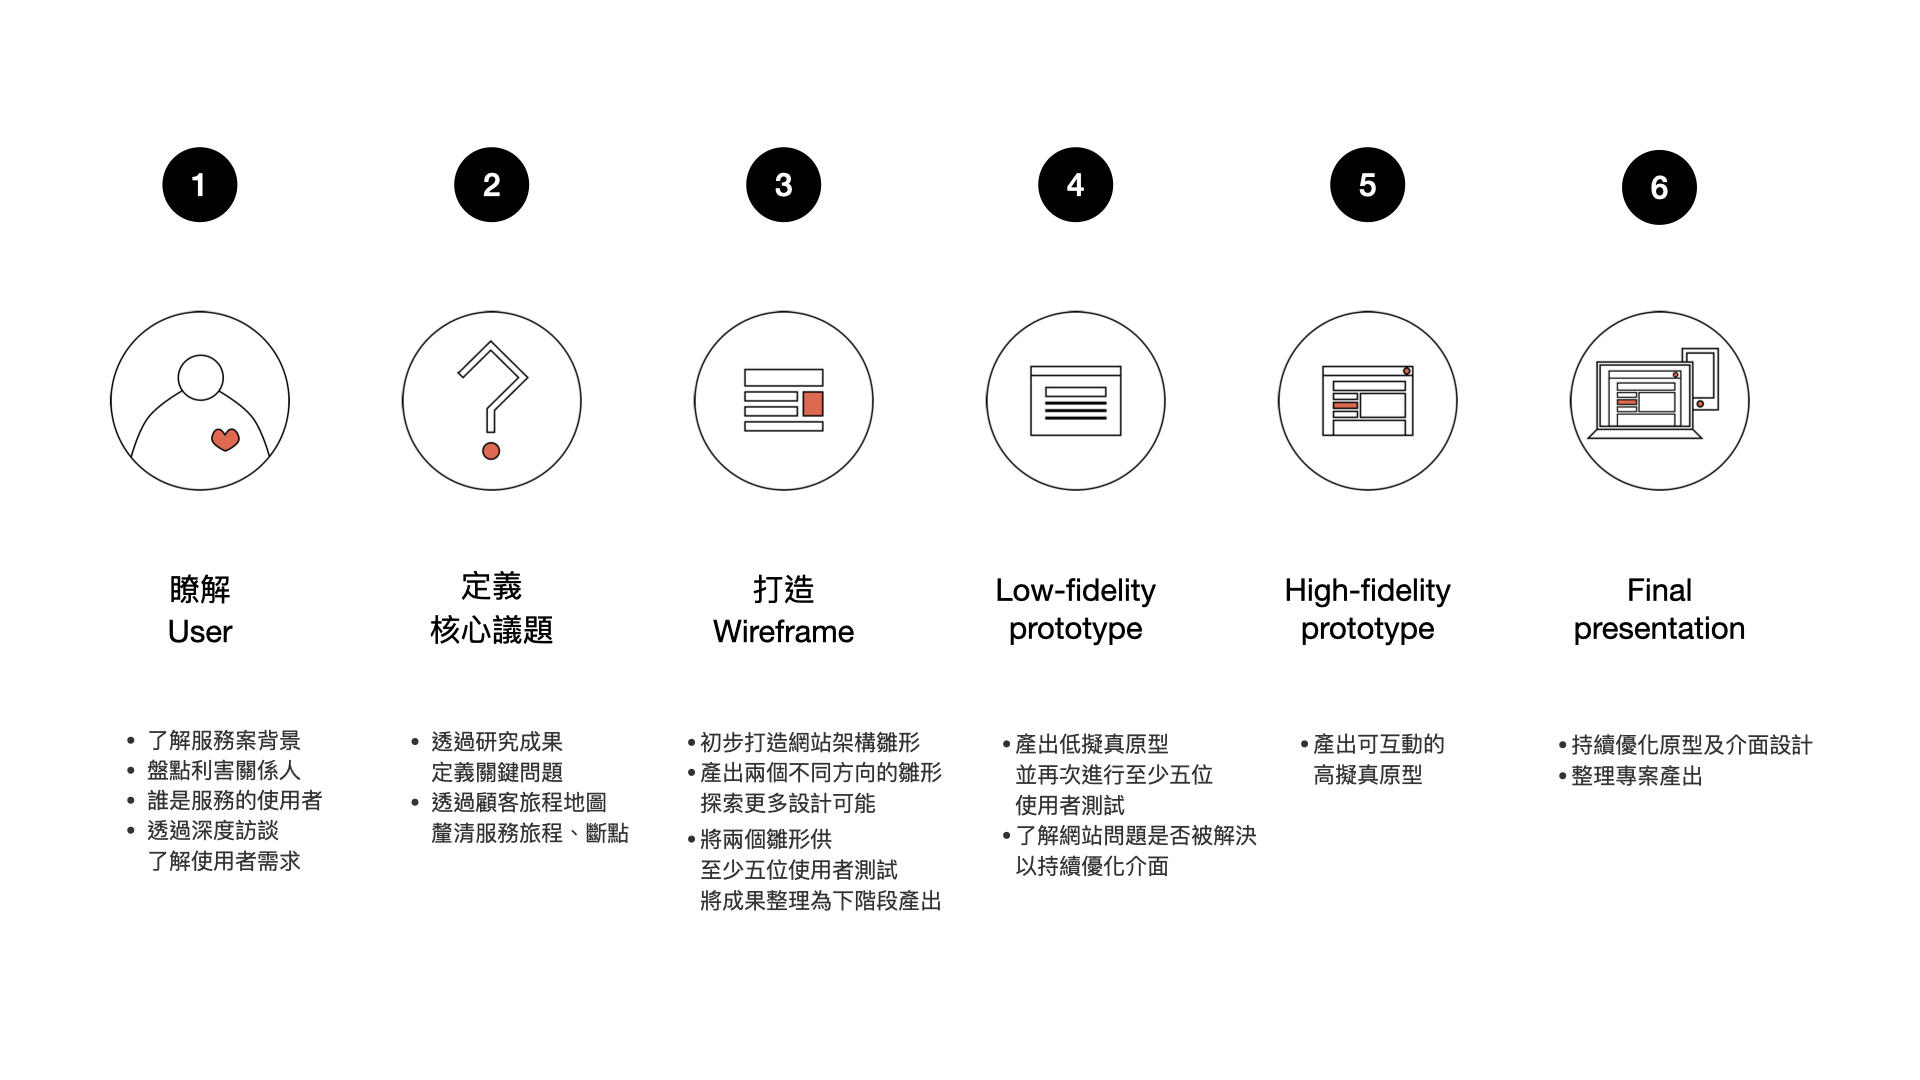 1
2
3
4
5
6
瞭解
User
定義
核心議題
打造
Wireframe
Low-fidelity
prototype
High-fidelity
prototype
Final
presentation
• 了解服務案背景
• 盤點利害關係人
• 誰是服務的使用者
• 透過深度訪談
了解使用者需求
• 透過研究成果
定義關鍵問題
• 透過顧客旅程地圖
釐清服務旅程、斷點
•初步打造網站架構雛形
•產出兩個不同方向的雛形
探索更多設計可能
•將兩個雛形供
至少五位使用者測試
將成果整理為下階段產出
•產出低擬真原型
並再次進行至少五位
使用者測試
•了解網站問題是否被解決
以持續優化介面
•產出可互動的
高擬真原型
•持續優化原型及介面設計
•整理專案產出